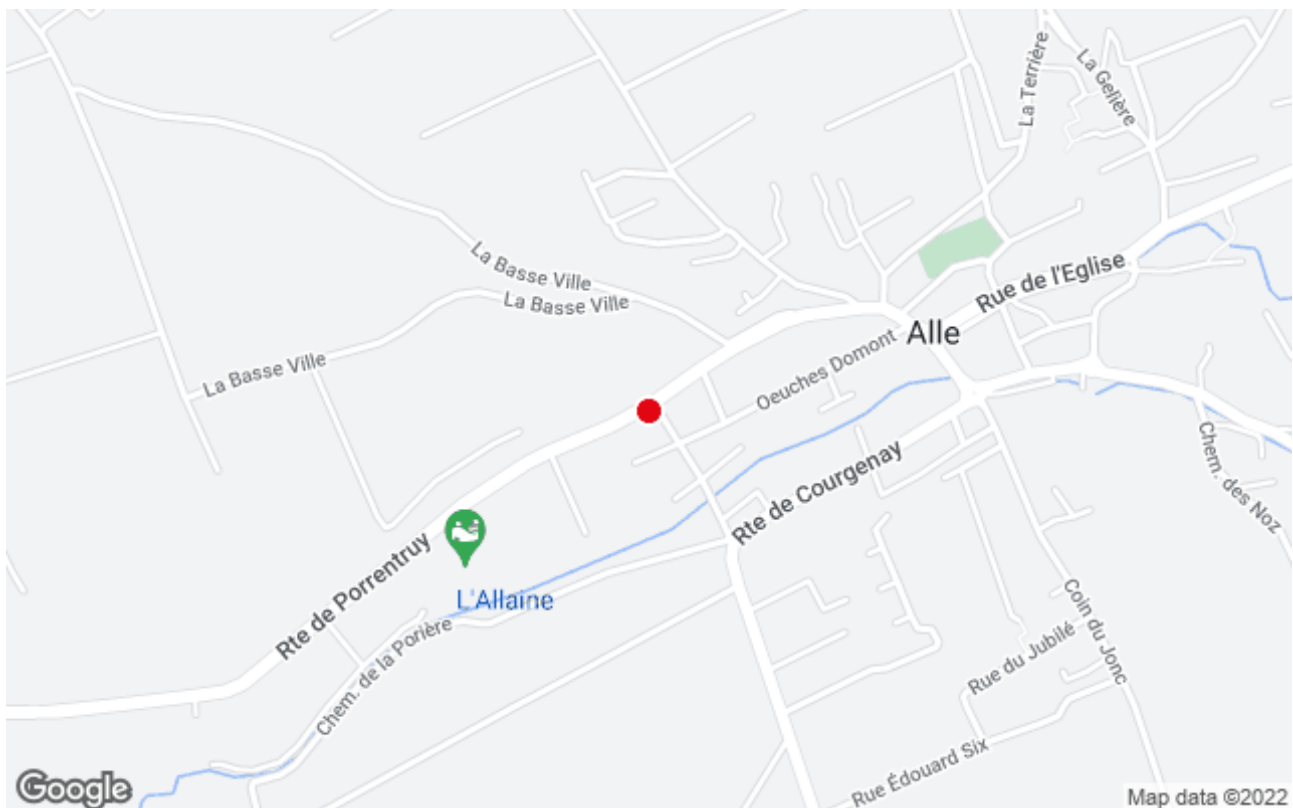 La Terrière
La Gelière
La Basse Ville
La Basse Ville
Rue de l'Eglise
Alle
La Basse Ville
Oeuches Domont
Rte de Courgenay
Chem. des Noz
Rte de Porrentruy
L'Allaine
Chem. de la Porière
Coin du Jonc
Rue du Jubilé
Rue Édouard Six
Google
Map data ©2022